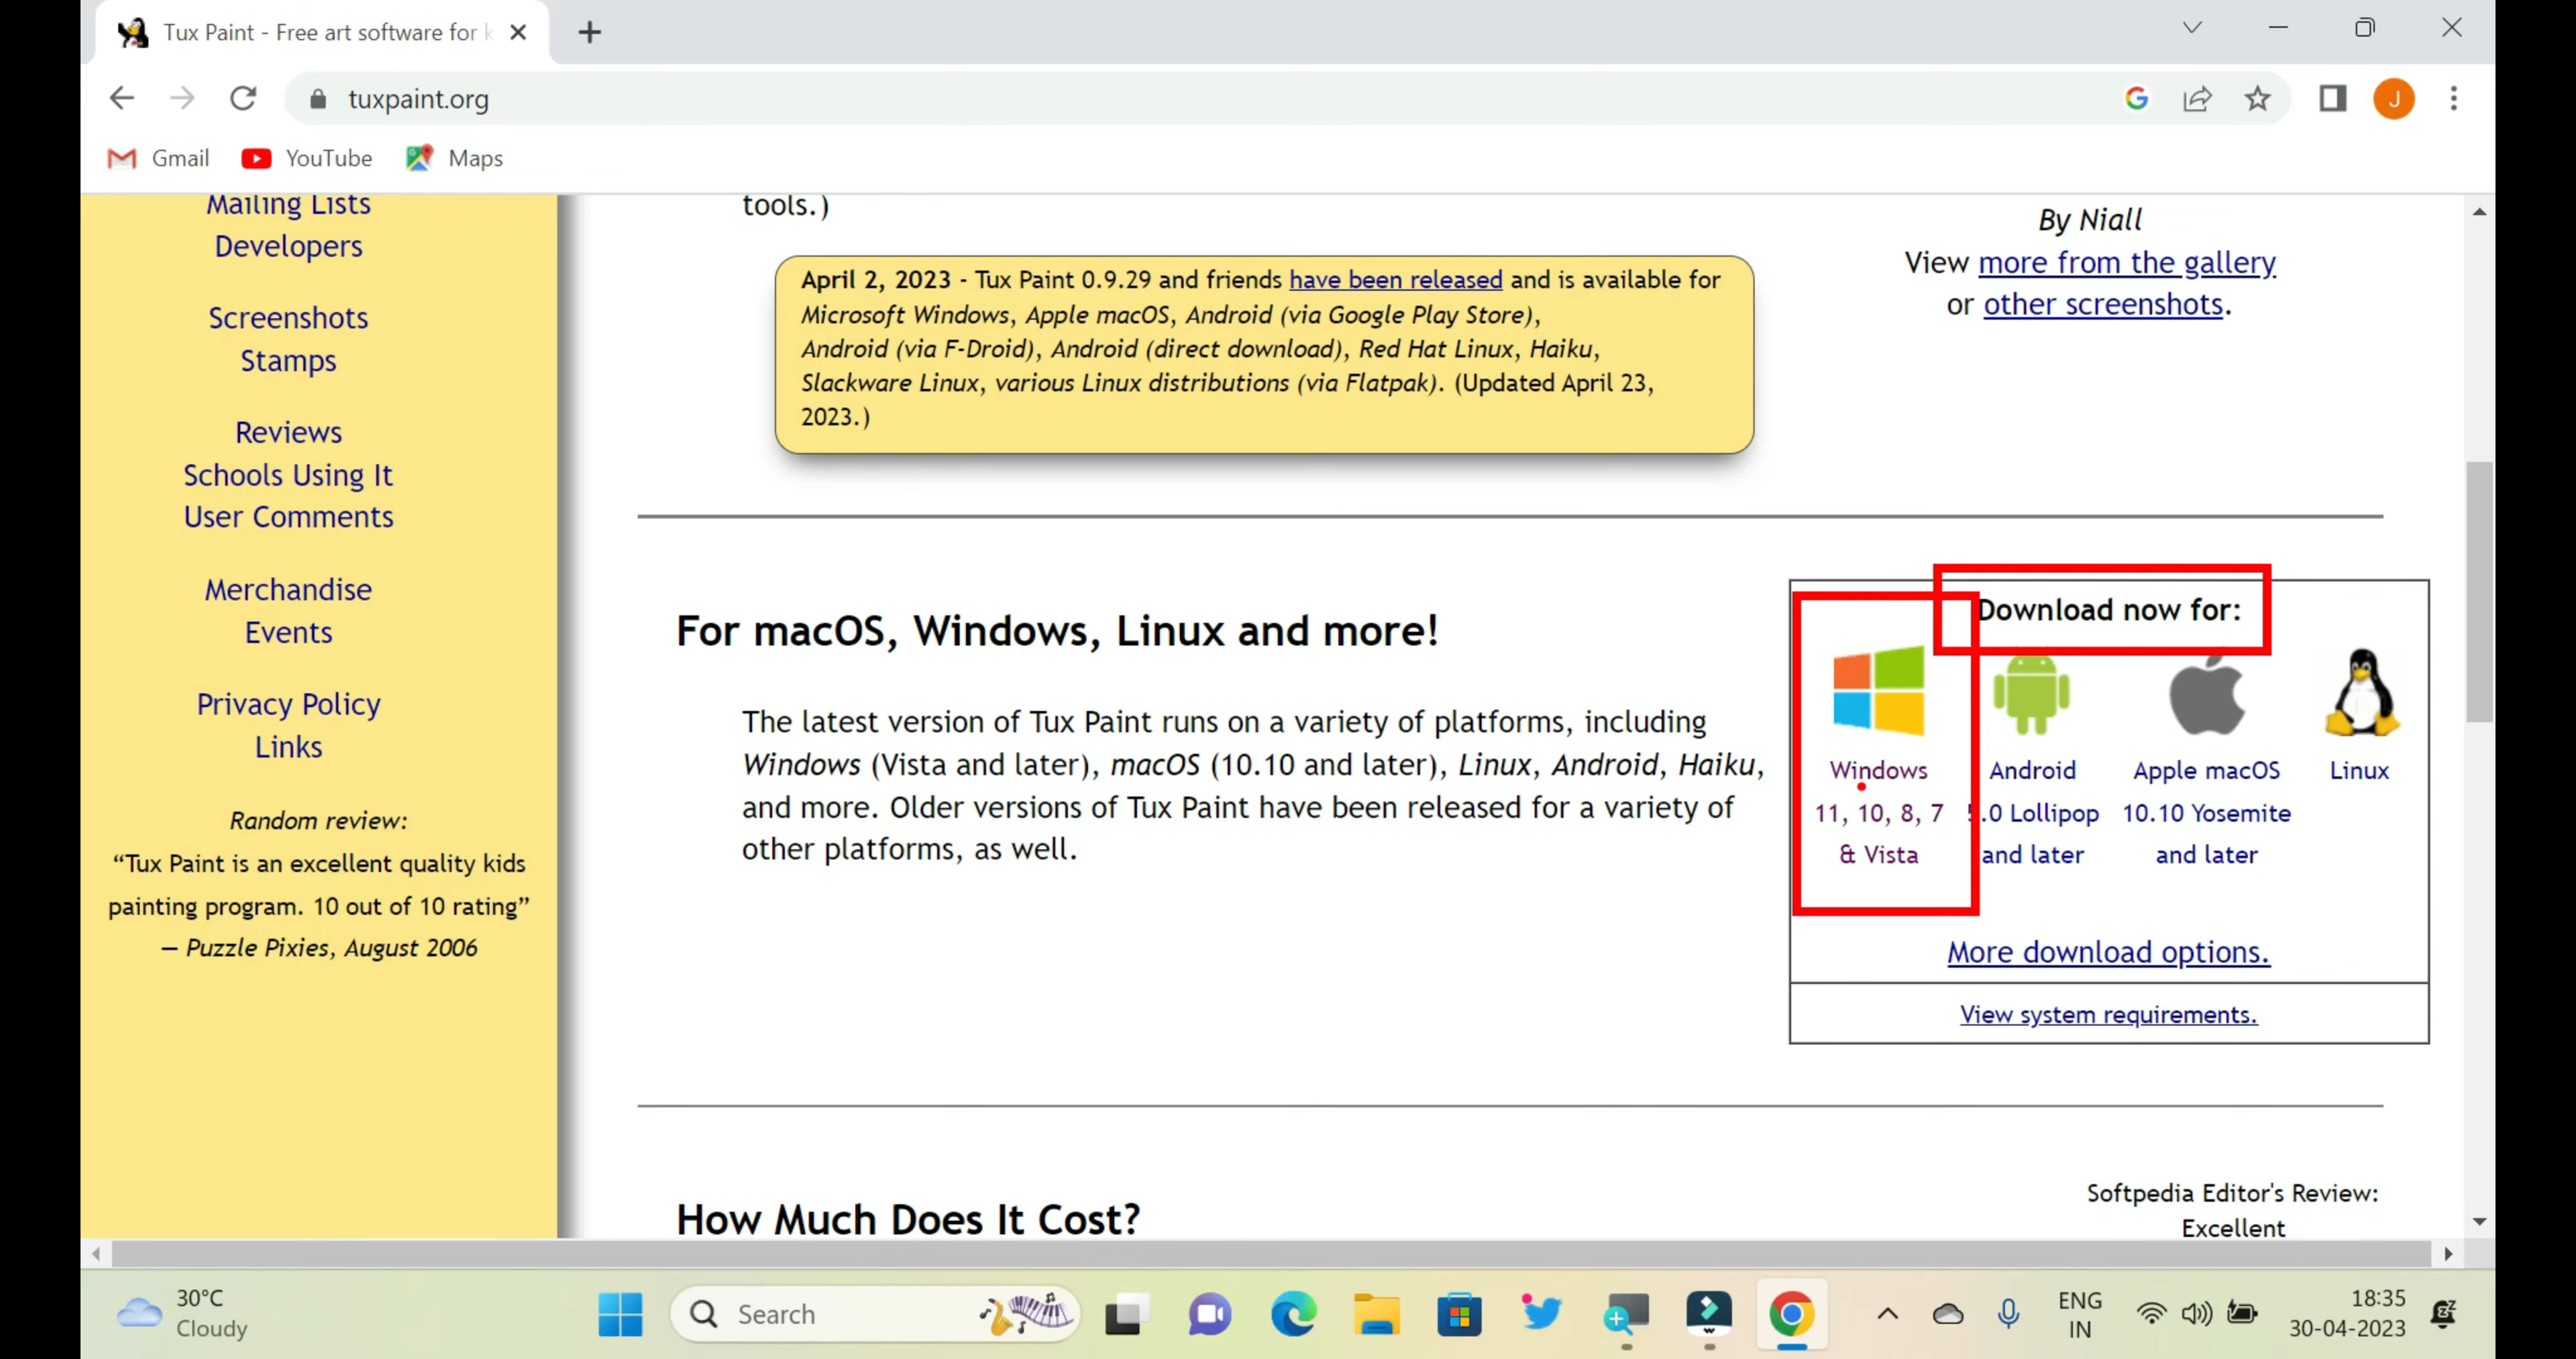 Tux Paint - Free art software for k
tuxpaint.org
J
Gmail
YouTube
Maps
Mailing Lists
Developers
Screenshots
Stamps
Reviews
Schools Using It
User Comments
Merchandise
Events
Privacy Policy
Links
Random review:
“Tux Paint is an excellent quality kids
painting program. 10 out of 10 rating”
— Puzzle Pixies, August 2006
tools.)
April 2, 2023 - Tux Paint 0.9.29 and friends have been released and is available for
Microsoft Windows, Apple macOS, Android (via Google Play Store),
Android (via F-Droid), Android (direct download), Red Hat Linux, Haiku,
Slackware Linux, various Linux distributions (via Flatpak). (Updated April 23,
2023.)
By Niall
View more from the gallery
or other screenshots.
For macOS, Windows, Linux and more!
The latest version of Tux Paint runs on a variety of platforms, including
Windows (Vista and later), macOS (10.10 and later), Linux, Android, Haiku,
and more. Older versions of Tux Paint have been released for a variety of
other platforms, as well.
Download now for:
Windows
11, 10, 8, 7
& Vista
Android
5.0 Lollipop
and later
Apple macOS
10.10 Yosemite
and later
Linux
More download options.
View system requirements.
How Much Does It Cost?
Softpedia Editor's Review:
Excellent
30°C
Cloudy
Search
ENG
IN
18:35
30-04-2023